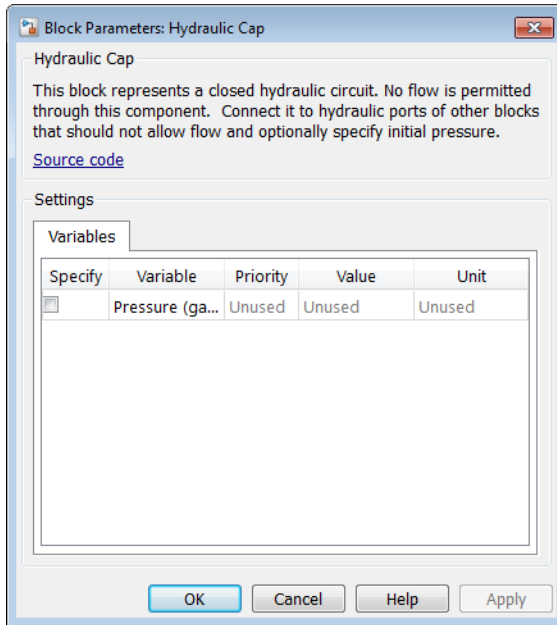 Block Parameters: Hydraulic Cap
Hydraulic Cap
This block represents a closed hydraulic circuit. No flow is permitted
through this component.  Connect it to hydraulic ports of other blocks
that should not allow flow and optionally specify initial pressure.
Source code
Settings
Variables
Specify Variable Priority Value Unit
Pressure (ga... Unused Unused Unused
OK Cancel Help Apply